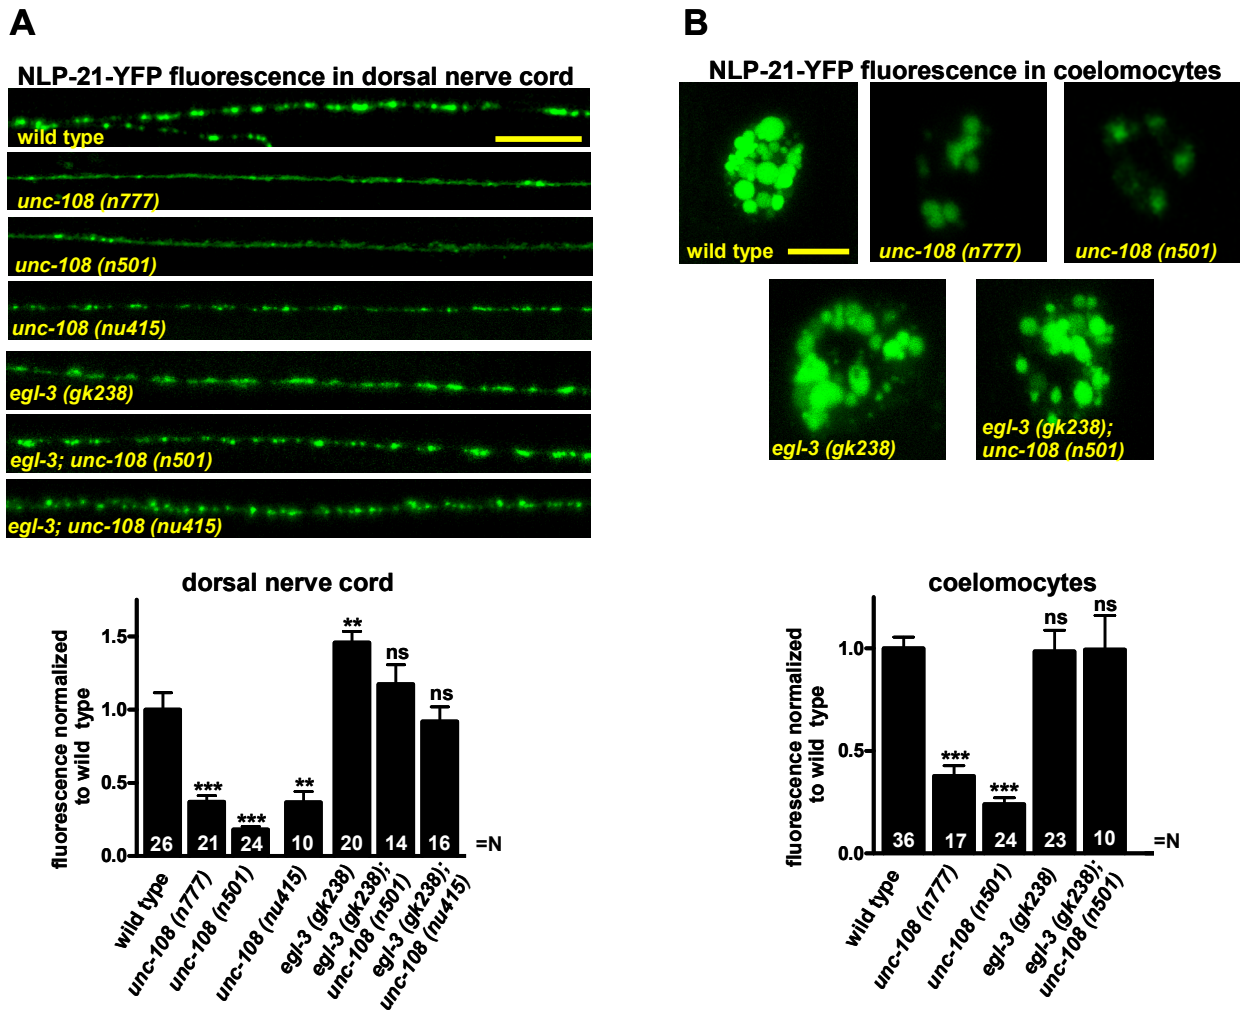 A
NLP-21-YFP fluorescence in dorsal nerve cord
wild type
unc-108 (n777)
unc-108 (n501)
unc-108 (nu415)
egl-3 (gk238)
egl-3; unc-108 (n501)
egl-3; unc-108 (nu415)
dorsal nerve cord
fluorescence normalized
to wild type
1.5
1.0
0.5
0.0
***
***
**
**
ns
ns
26
21
24
10
20
14
16
=N
wild type
unc-108 (n777)
unc-108 (n501)
unc-108 (nu415)
egl-3 (gk238)
egl-3 (gk238);
unc-108 (n501)
egl-3 (gk238);
unc-108 (nu415)
B
NLP-21-YFP fluorescence in coelomocytes
wild type
unc-108 (n777)
unc-108 (n501)
egl-3 (gk238)
egl-3 (gk238);
unc-108 (n501)
coelomocytes
fluorescence normalized
to wild type
1.0
0.5
0.0
***
***
ns
ns
36
17
24
23
10
=N
wild type
unc-108 (n777)
unc-108 (n501)
egl-3 (gk238)
egl-3 (gk238);
unc-108 (n501)